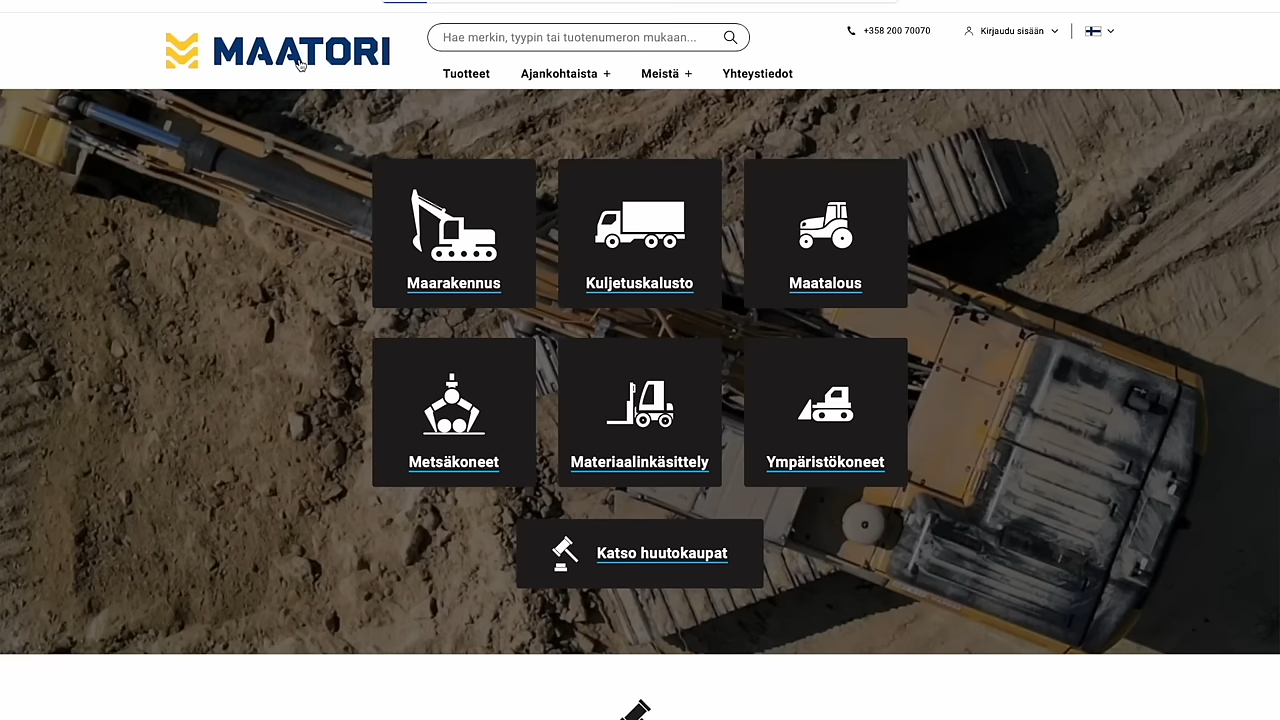 MAATORI
Hae merkin, tyypin tai tuotenumeron mukaan...
+358 200 70070
Kirjaudu sisään
Tuotteet
Ajankohtaista +
Meistä +
Yhteystiedot
Maarakennus
Kuljetuskalusto
Maatalous
Metsäkoneet
Materiaalinkäsittely
Ympäristökoneet
Katso huutokaupat